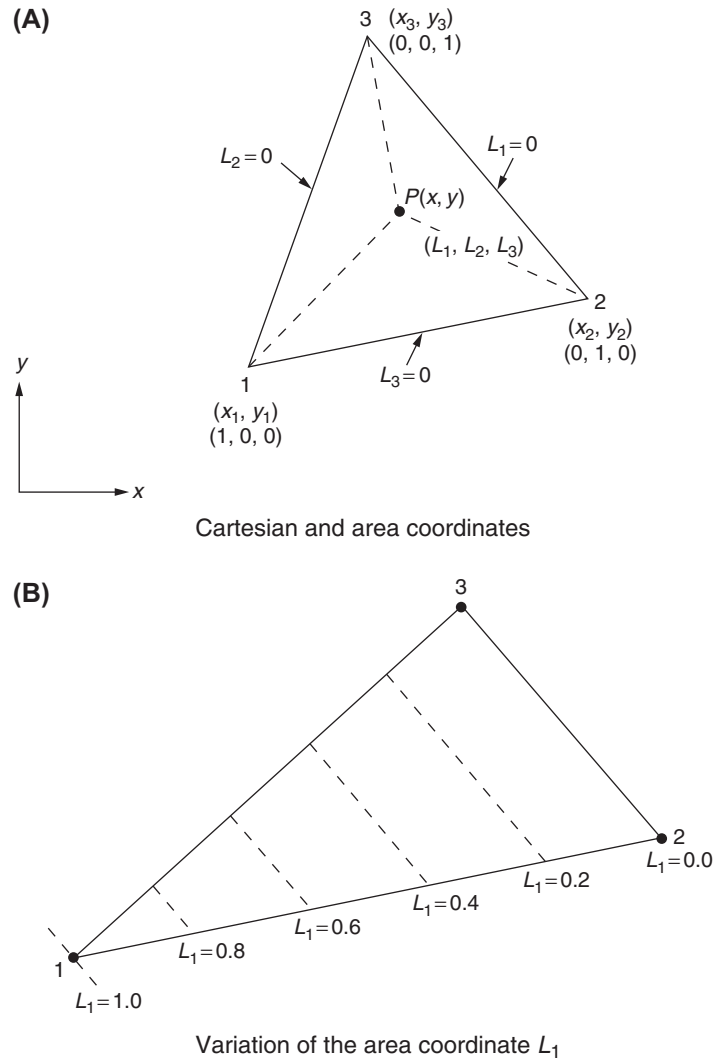 (A)
3 (x₃, y₃)
(0, 0, 1)
L₂=0
L₁=0
P(x, y)
(L₁, L₂, L₃)
2
(x₂, y₂)
(0, 1, 0)
L₃=0
1
(x₁, y₁)
(1, 0, 0)
y
x
Cartesian and area coordinates
(B)
3
2
L₁=0.0
L₁=0.2
L₁=0.4
L₁=0.6
L₁=0.8
1
L₁=1.0
Variation of the area coordinate L₁